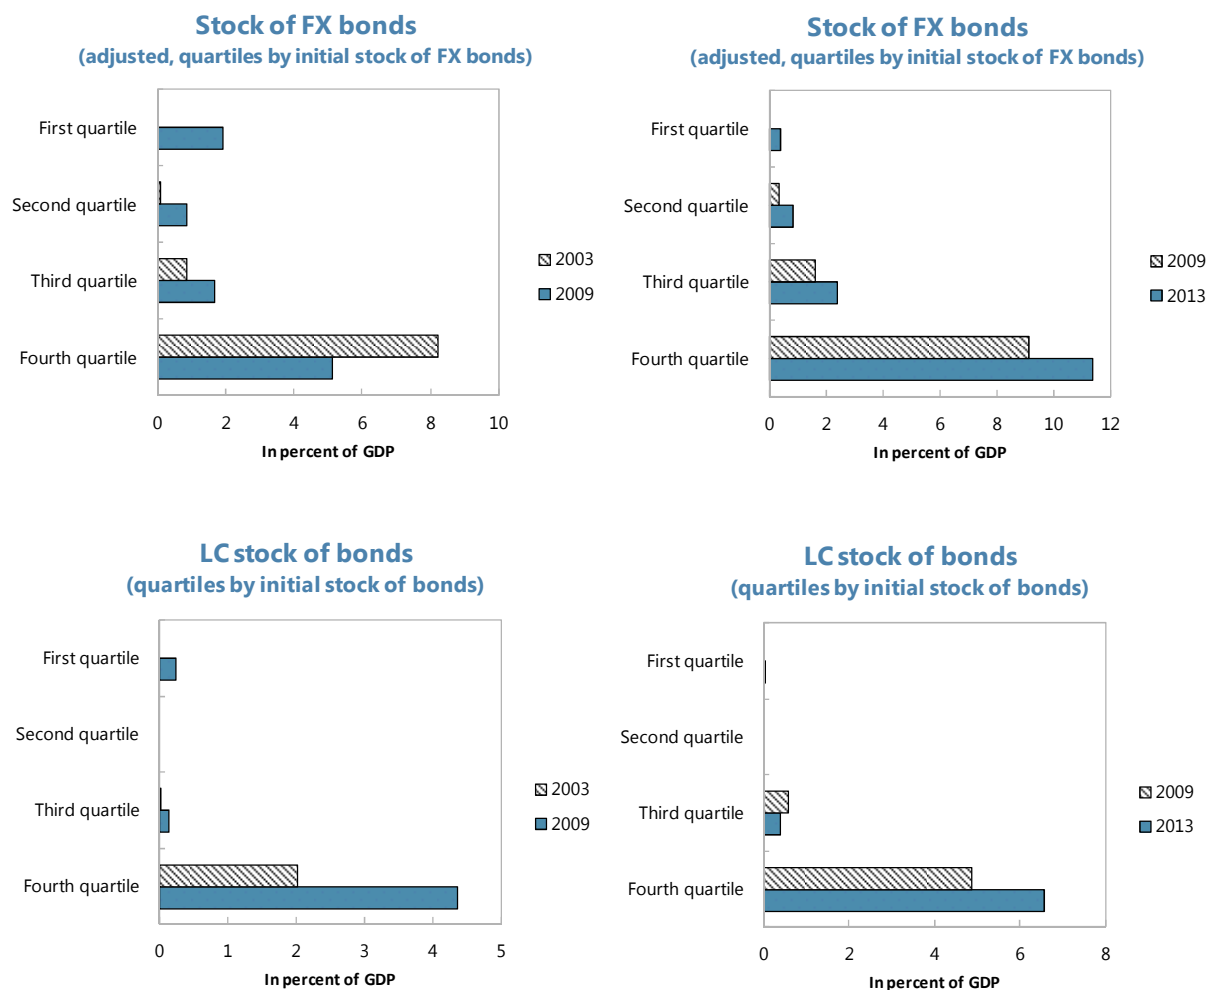 Stock of FX bonds
(adjusted, quartiles by initial stock of FX bonds)
First quartile
Second quartile
Third quartile
Fourth quartile
0 2 4 6 8 10
In percent of GDP
2003
2009
Stock of FX bonds
(adjusted, quartiles by initial stock of FX bonds)
First quartile
Second quartile
Third quartile
Fourth quartile
0 2 4 6 8 10 12
In percent of GDP
2009
2013
LC stock of bonds
(quartiles by initial stock of bonds)
First quartile
Second quartile
Third quartile
Fourth quartile
0 1 2 3 4 5
In percent of GDP
2003
2009
LC stock of bonds
(quartiles by initial stock of bonds)
First quartile
Second quartile
Third quartile
Fourth quartile
0 2 4 6 8
In percent of GDP
2009
2013